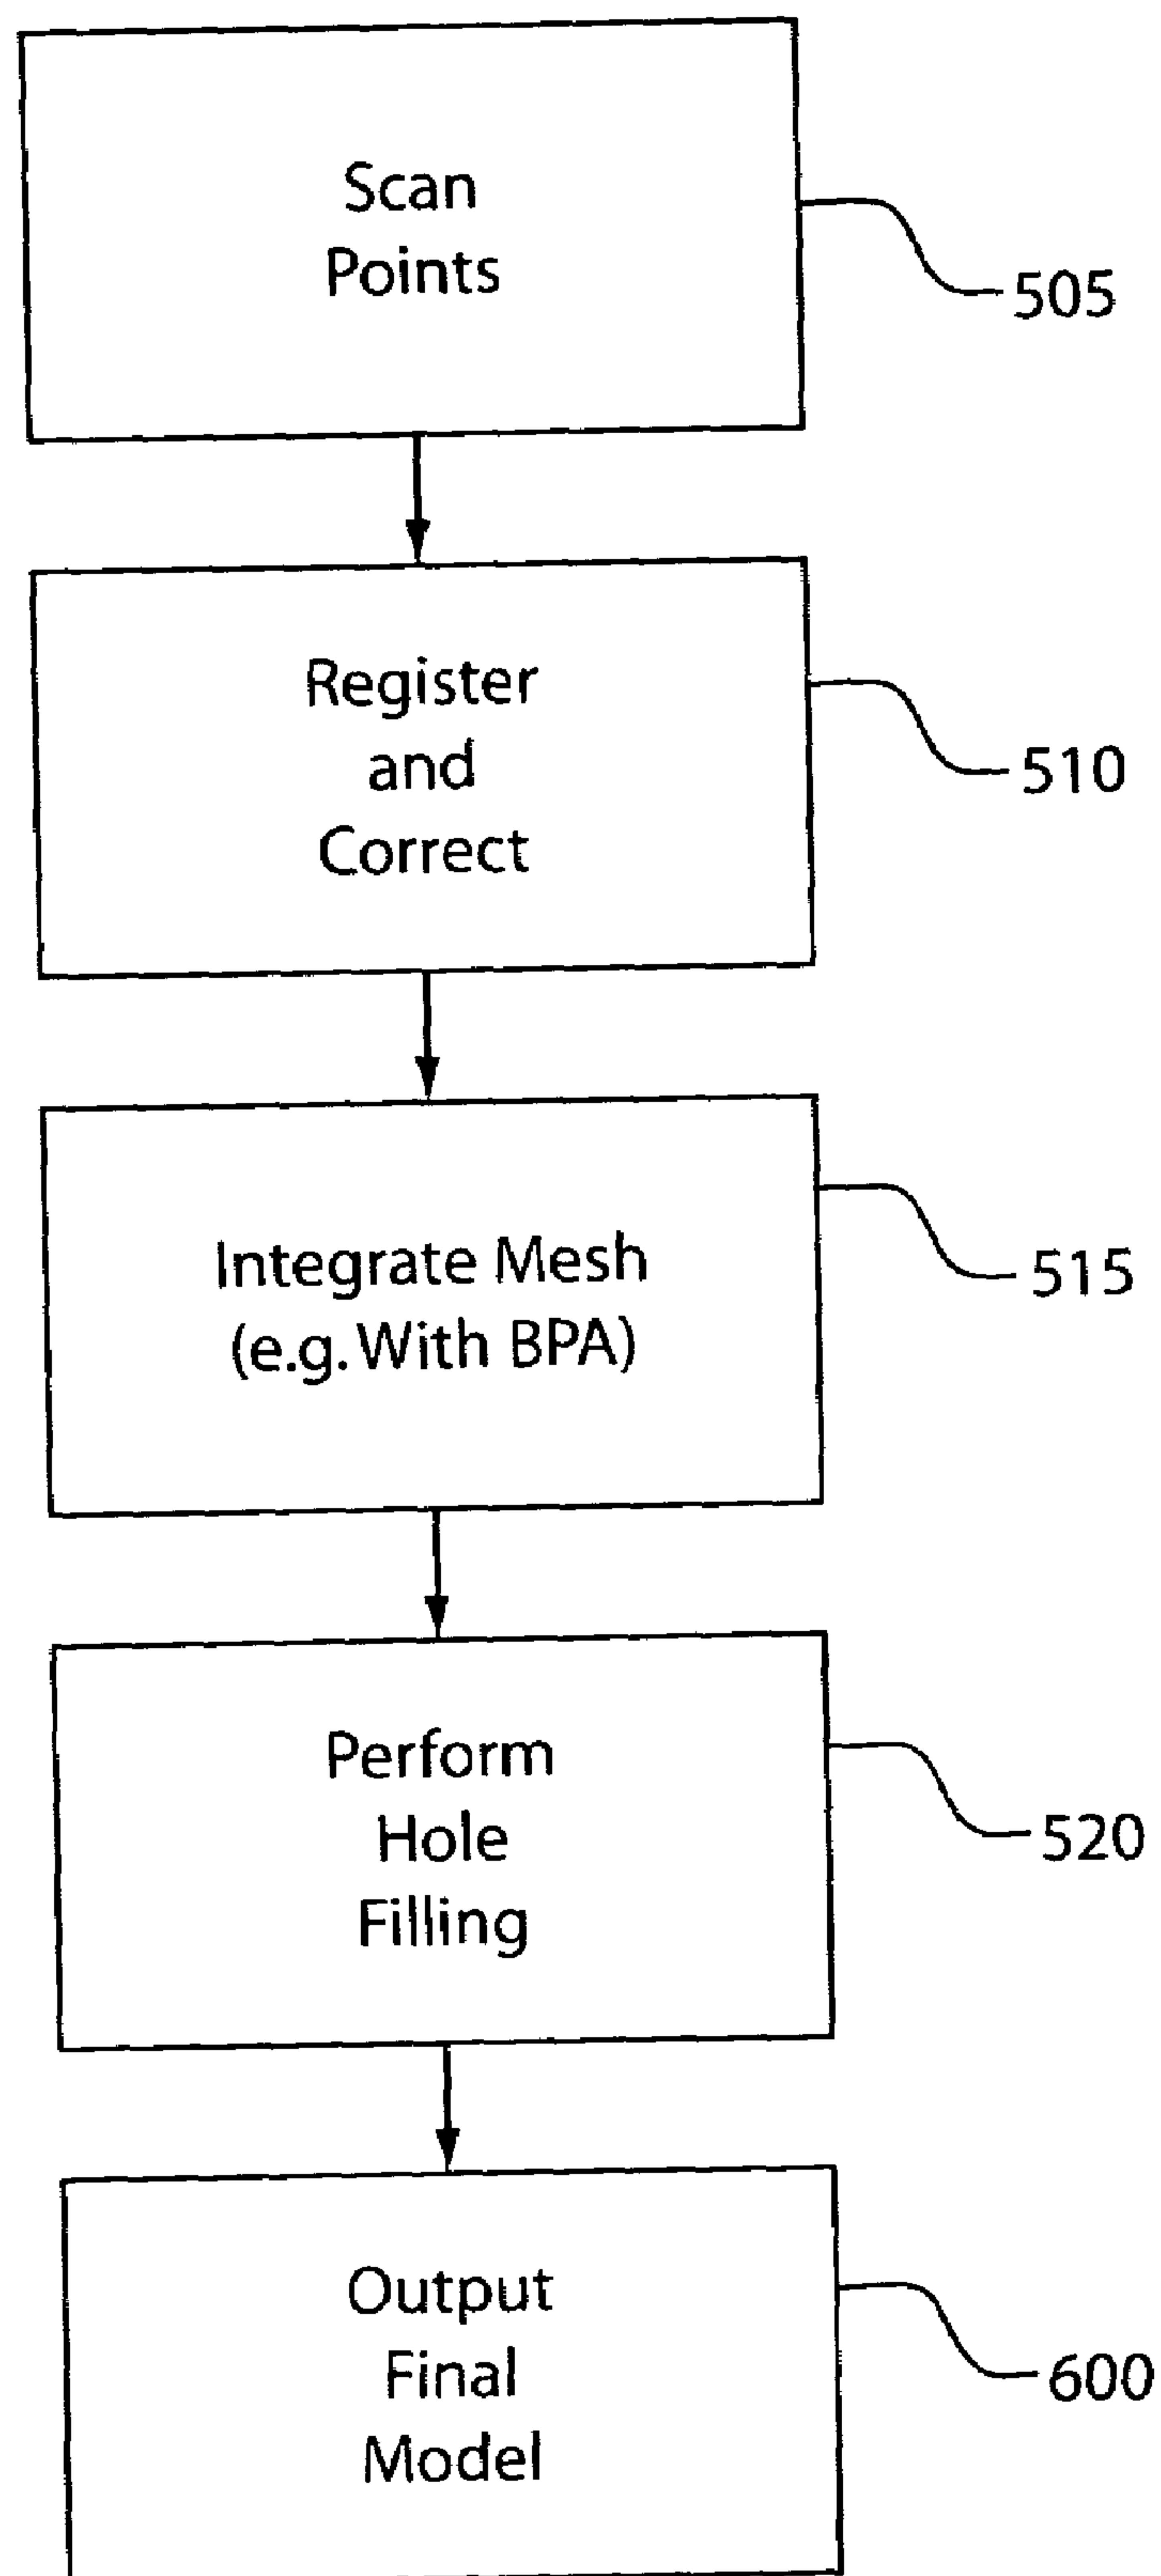 Scan
Points
505
Register
and
Correct
510
Integrate Mesh
(e.g. With BPA)
515
Perform
Hole
Filling
520
Output
Final
Model
600